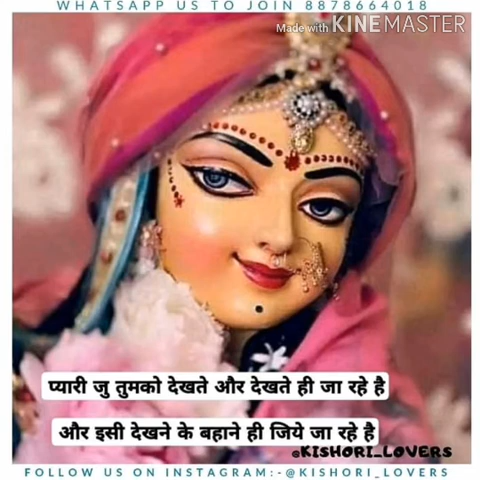 WHATSAPP US TO JOIN 8878664018
Made with KINEMASTER
प्यारी जु तुमको देखते और देखते ही जा रहे है
और इसी देखने के बहाने ही जिये जा रहे है
@KISHORI_LOVERS
FOLLOW US ON INSTAGRAM:-@KISHORI_LOVERS